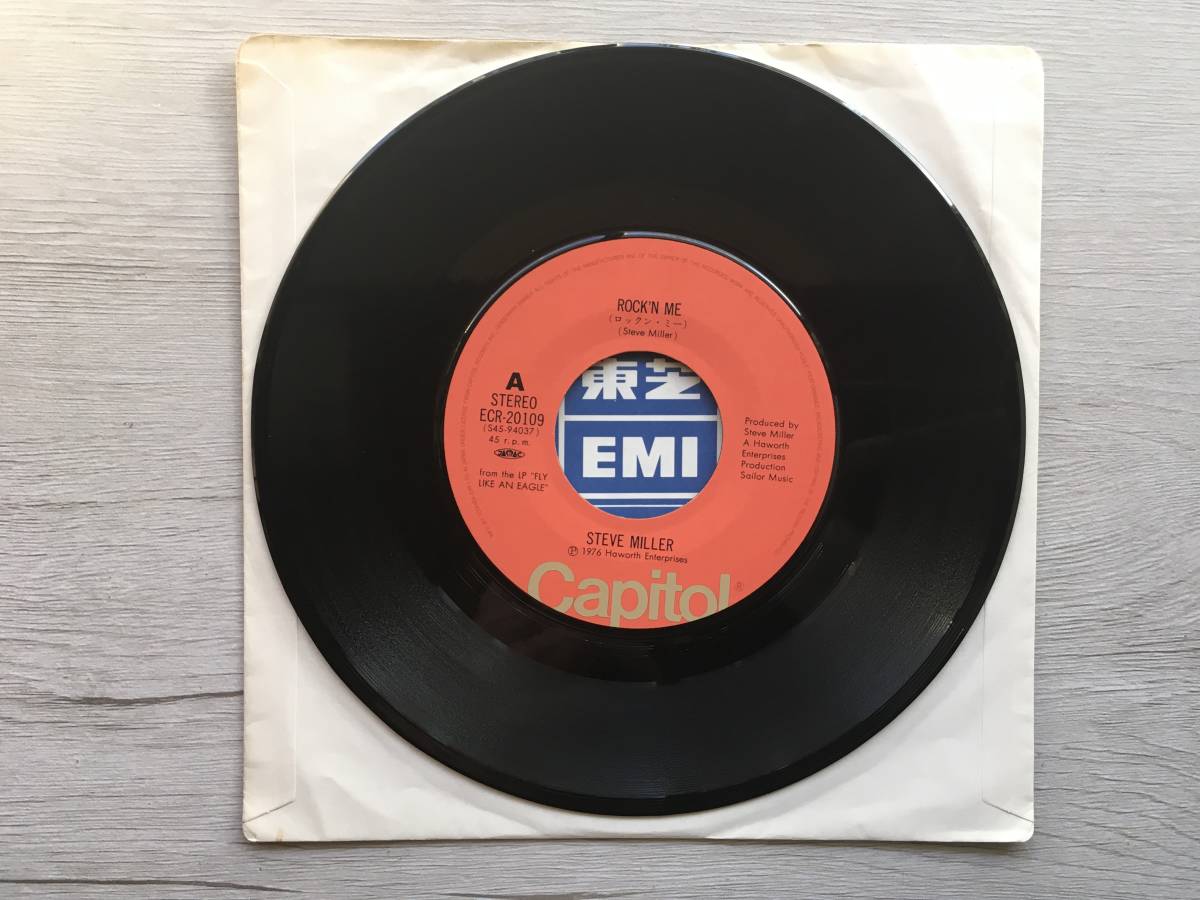 ROCK'N ME
(ロックン・ミー)
(Steve Miller)
A
STEREO
ECR-20109
(S45-94037)
45 r.p.m.
from the LP "FLY
LIKE AN EAGLE"
東芝
EMI
Produced by
Steve Miller
A Haworth
Enterprises
Production
Sailor Music
STEVE MILLER
Ⓟ 1976 Haworth Enterprises
Capitol®